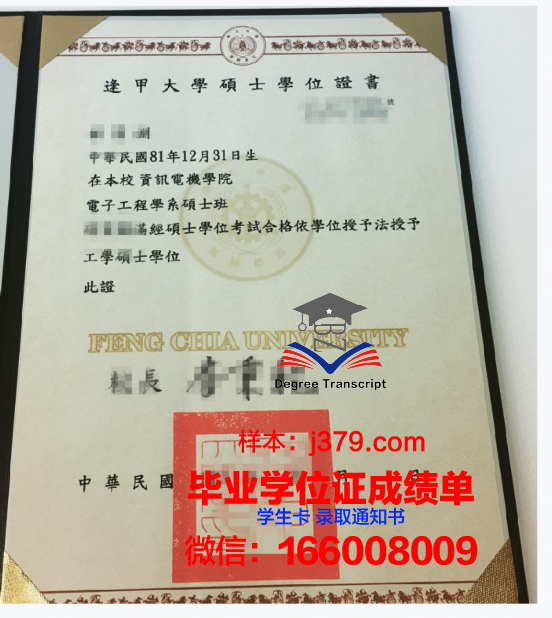 逢甲大學碩士學位證書
號
中華民國81年12月31日生
在本校 資訊電機學院
電子工程學系碩士班
滿經碩士學位考試合格依學位授予法授予
工學碩士學位
此證
FENG CHIA UNIVERSITY
Degree Transcript
校長
样本：j379.com
中華民國 月 日
毕业学位证成绩单
学生卡 录取通知书
微信：166008009